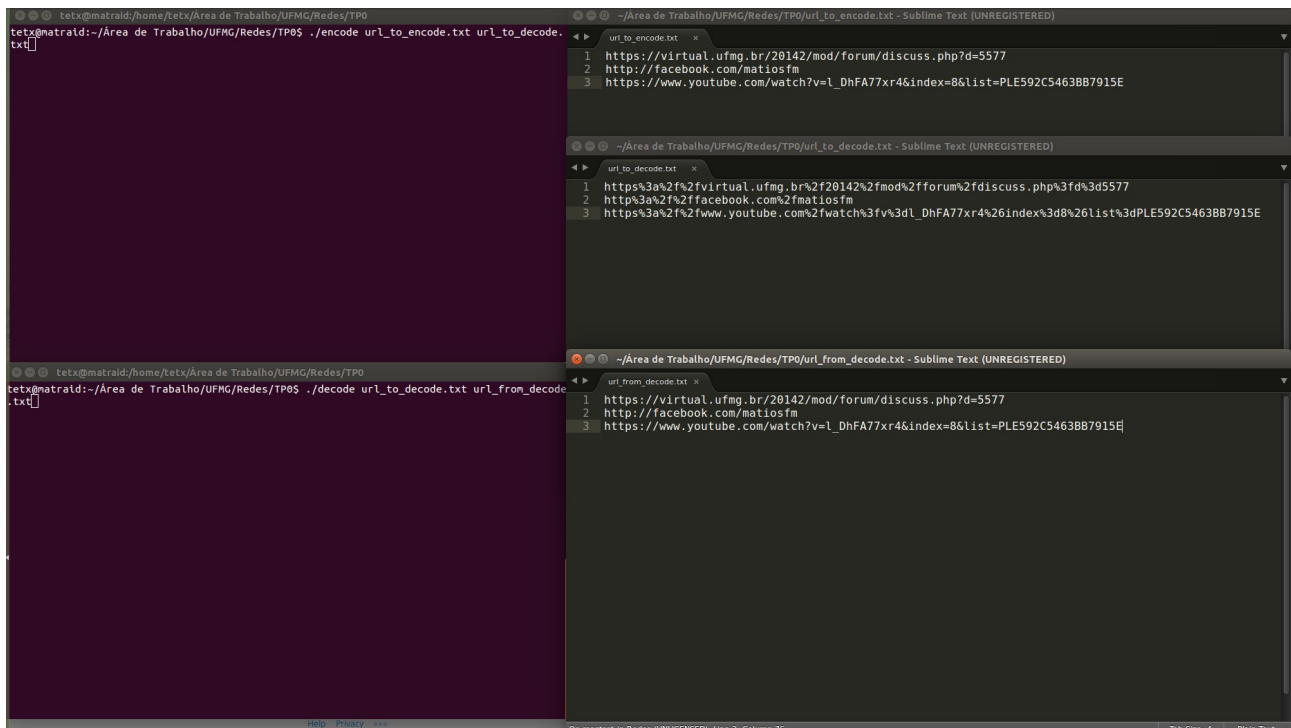 tetx@matraid:/home/tetx/Área de Trabalho/UFMG/Redes/TP0
tetx@matraid:~/Área de Trabalho/UFMG/Redes/TP0$ ./encode url_to_encode.txt url_to_decode.
txt
~/Área de Trabalho/UFMG/Redes/TP0/url_to_encode.txt - Sublime Text (UNREGISTERED)
url_to_encode.txt ×
1 https://virtual.ufmg.br/20142/mod/forum/discuss.php?d=5577
2 http://facebook.com/matiosfm
3 https://www.youtube.com/watch?v=l_DhFA77xr4&index=8&list=PLE592C5463BB7915E
~/Área de Trabalho/UFMG/Redes/TP0/url_to_decode.txt - Sublime Text (UNREGISTERED)
url_to_decode.txt ×
1 https%3a%2f%2fvirtual.ufmg.br%2f20142%2fmod%2fforum%2fdiscuss.php%3fd%3d5577
2 http%3a%2f%2ffacebook.com%2fmatiosfm
3 https%3a%2f%2fwww.youtube.com%2fwatch%3fv%3dl_DhFA77xr4%26index%3d8%26list%3dPLE592C5463BB7915E
tetx@matraid:/home/tetx/Área de Trabalho/UFMG/Redes/TP0
tetx@matraid:~/Área de Trabalho/UFMG/Redes/TP0$ ./decode url_to_decode.txt url_from_decode
.txt
~/Área de Trabalho/UFMG/Redes/TP0/url_from_decode.txt - Sublime Text (UNREGISTERED)
url_from_decode.txt ×
1 https://virtual.ufmg.br/20142/mod/forum/discuss.php?d=5577
2 http://facebook.com/matiosfm
3 https://www.youtube.com/watch?v=l_DhFA77xr4&index=8&list=PLE592C5463BB7915E
Help Privacy